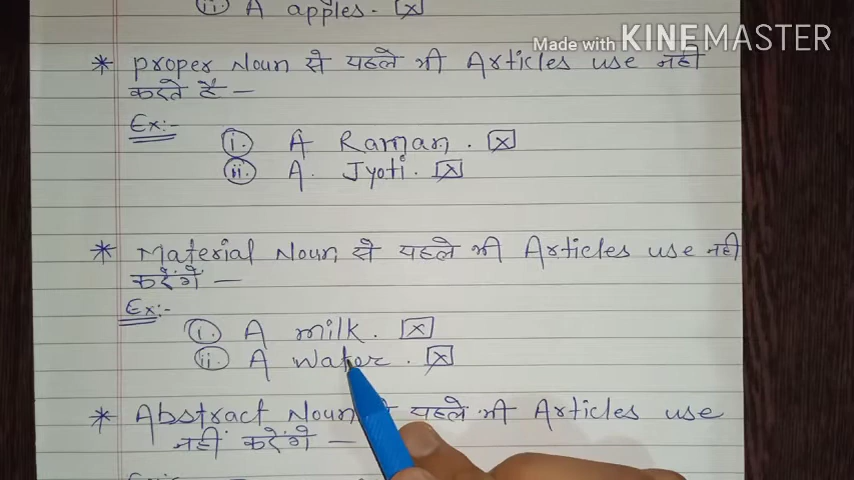 (ii) A apples. [x]
Made with KINEMASTER
* proper Noun से पहले भी Articles use नहीं
करते हैं —
Ex:-
(i.) A Raman. [x]
(ii.) A. Jyoti. [x]
* Material Noun से पहले भी Articles use नही
करेंगें —
Ex:-
(i.) A milk. [x]
(ii.) A water. [x]
* Abstract Noun पहले भी Articles use
नहीं करेंगे —